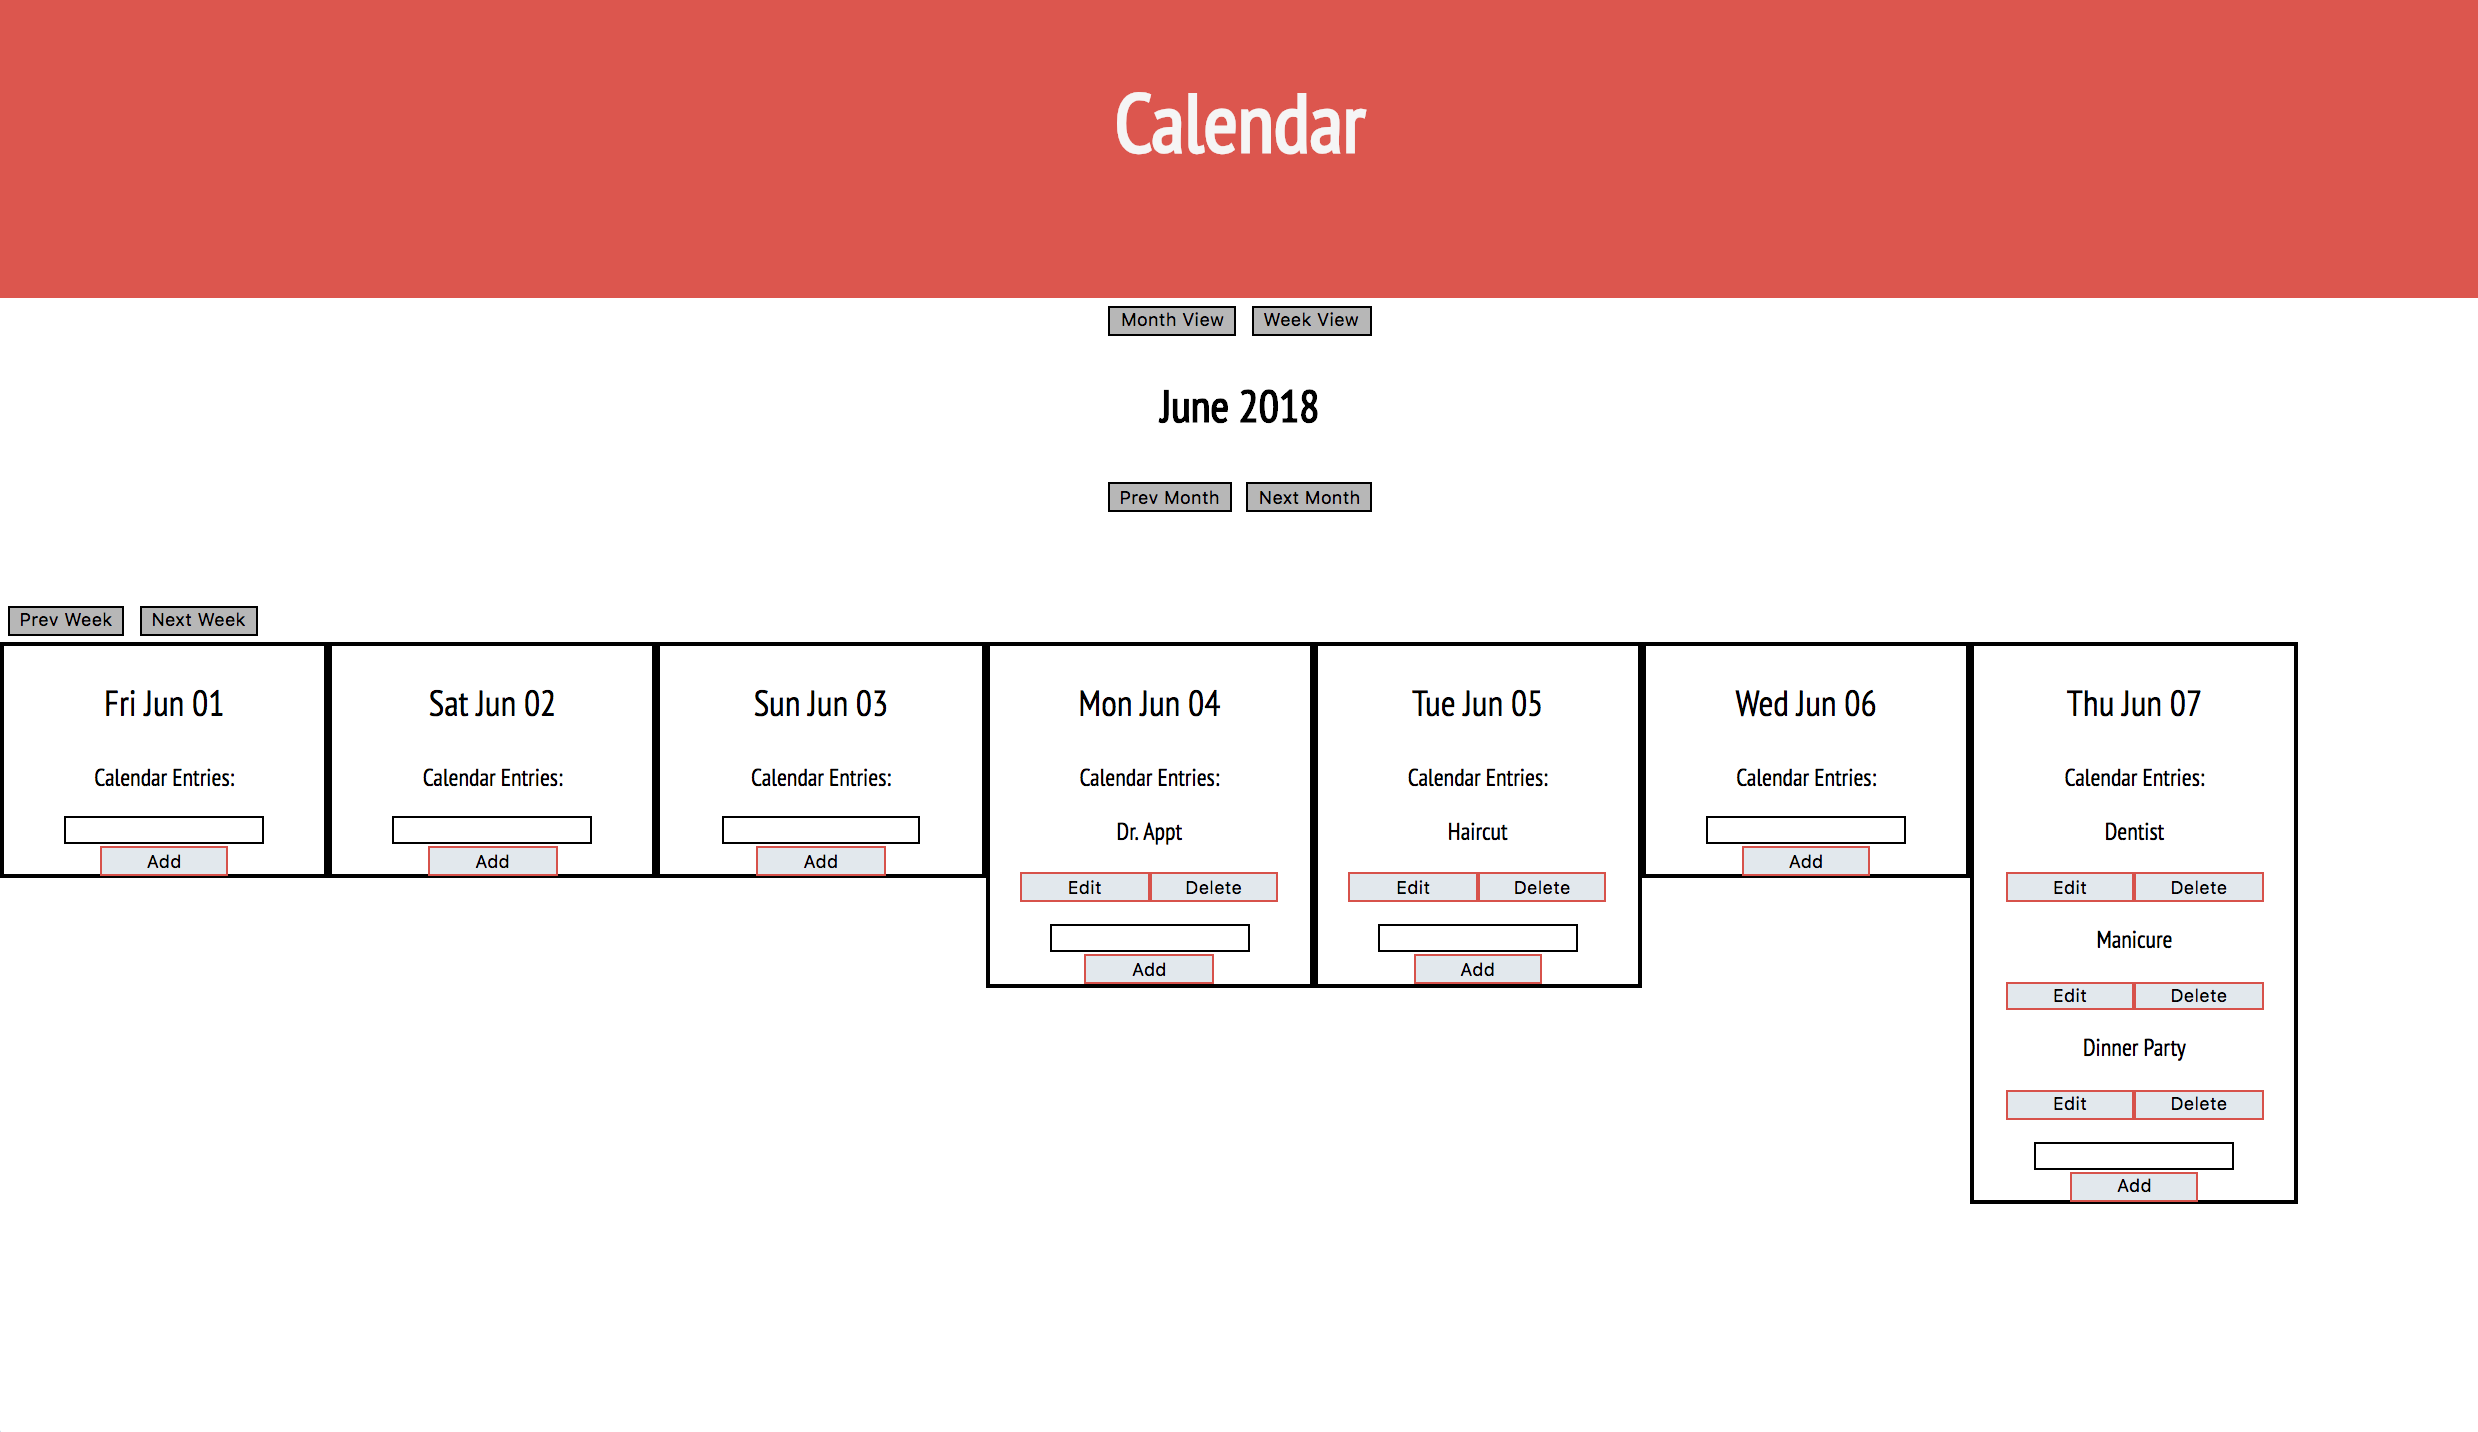 Calendar
Month View Week View
June 2018
Prev Month Next Month
Prev Week Next Week
Fri Jun 01
Calendar Entries:
Add
Sat Jun 02
Calendar Entries:
Add
Sun Jun 03
Calendar Entries:
Add
Mon Jun 04
Calendar Entries:
Dr. Appt
Edit Delete
Add
Tue Jun 05
Calendar Entries:
Haircut
Edit Delete
Add
Wed Jun 06
Calendar Entries:
Add
Thu Jun 07
Calendar Entries:
Dentist
Edit Delete
Manicure
Edit Delete
Dinner Party
Edit Delete
Add